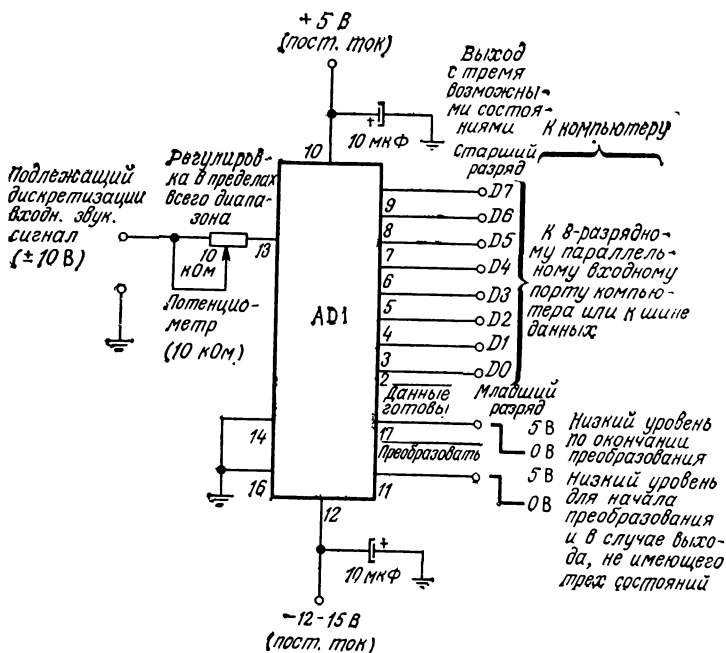 +5 В
(пост. ток)
10 мкФ
+
10
Выход
с тремя
возможны-
ми состоя-
ниями
Старший
разряд
К компьютеру
Подлежащий
дискретизации
входн. звук.
сигнал
(±10 В)
Регулиров-
ка в пределах
всего диапа-
зона
10
кОм
13
Потенцио-
метр
(10 кОм)
AD1
9
D7
8
D6
7
D5
6
D4
5
D3
4
D2
3
D1
2
D0
К 8-разрядно-
му параллель-
ному входному
порту компью-
тера или к шине
данных
Данные
готовы
Младший
разряд
17
5 В
0 В
Низкий уровень
по окончании
преобразования
Преобразовать
11
5 В
0 В
Низкий уровень
для начала
преобразования
и в случае выхо-
да, не имеющего
трех состояний
14
16
12
+
10 мкФ
−12-15 В
(пост. ток)